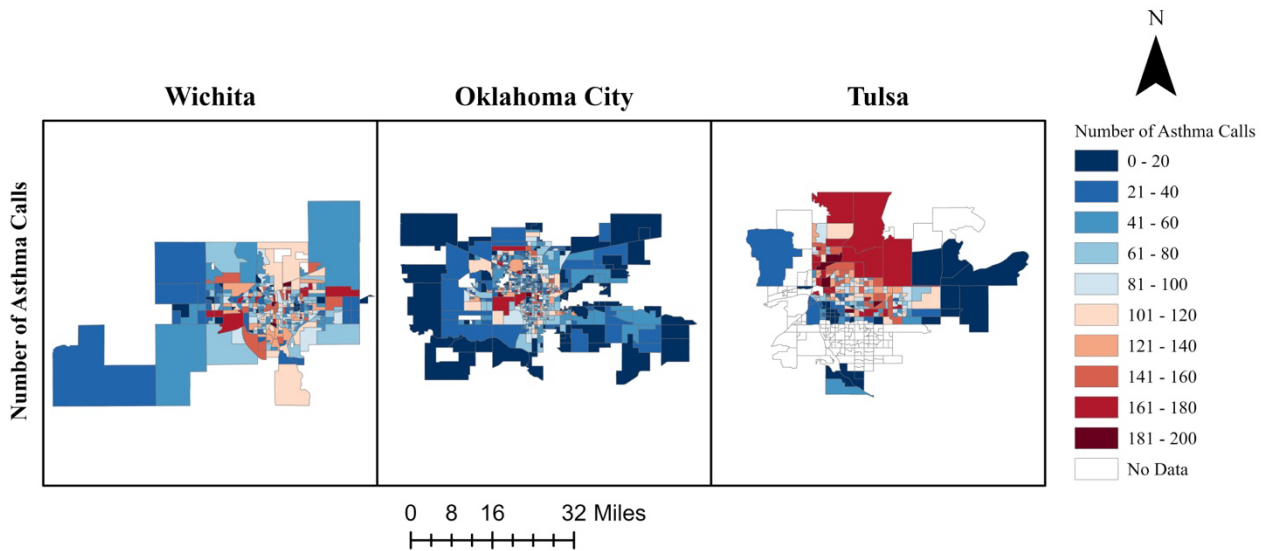 N
Wichita
Oklahoma City
Tulsa
Number of Asthma Calls
Number of Asthma Calls
0 - 20
21 - 40
41 - 60
61 - 80
81 - 100
101 - 120
121 - 140
141 - 160
161 - 180
181 - 200
No Data
0 8 16 32 Miles